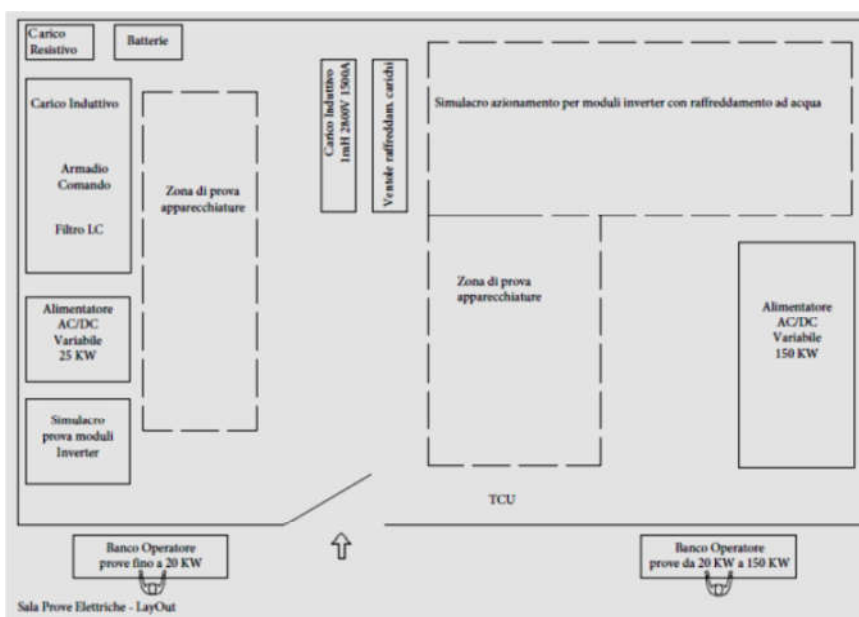 Carico
Resistivo
Batterie
Carico Induttivo
Armadio
Comando
Filtro LC
Zona di prova
apparecchiature
Carico Induttivo
1mH 2800V 1500A
Ventole raffreddam. carichi
Simulacro azionamento per moduli inverter con raffreddamento ad acqua
Zona di prova
apparecchiature
Alimentatore
AC/DC
Variabile
25 KW
Alimentatore
AC/DC
Variabile
150 KW
Simulacro
prova moduli
Inverter
TCU
Banco Operatore
prove fino a 20 KW
Banco Operatore
prove da 20 KW a 150 KW
Sala Prove Elettriche - LayOut